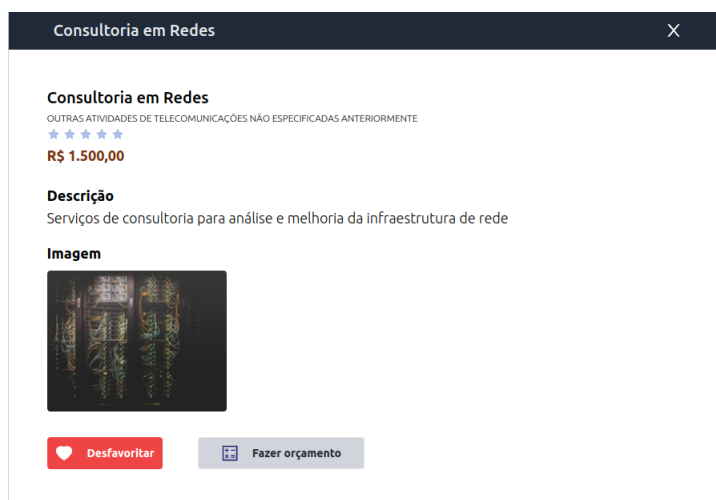 Consultoria em Redes
X
Consultoria em Redes
OUTRAS ATIVIDADES DE TELECOMUNICAÇÕES NÃO ESPECIFICADAS ANTERIORMENTE
R$ 1.500,00
Descrição
Serviços de consultoria para análise e melhoria da infraestrutura de rede
Imagem
Desfavoritar
Fazer orçamento